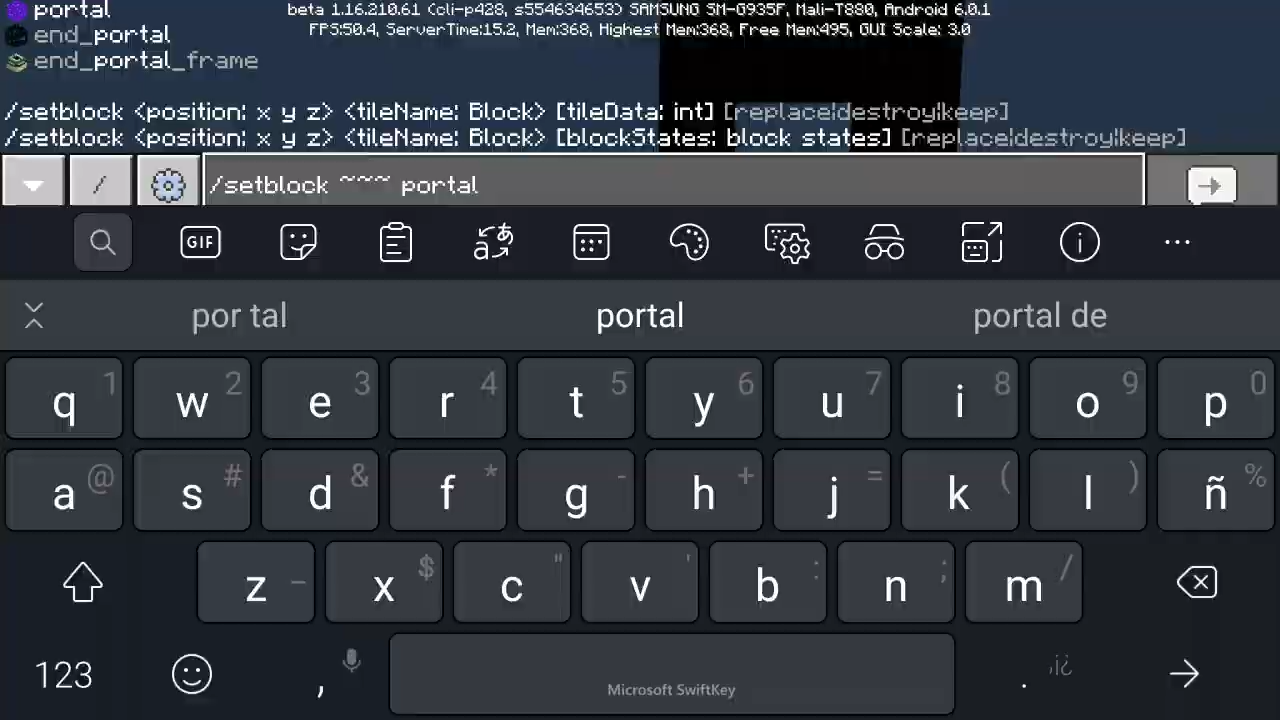 portal
beta 1.16.210.61 (cli-p428, s554634653) SAMSUNG SM-G935F, Mali-T880, Android 6.0.1
end_portal
FPS:50.4, ServerTime:15.2, Mem:368, Highest Mem:368, Free Mem:495, GUI Scale: 3.0
end_portal_frame
/setblock <position: x y z> <tileName: Block> [tileData: int] [replace|destroy|keep]
/setblock <position: x y z> <tileName: Block> [blockStates: block states] [replace|destroy|keep]
/ /setblock ~~~ portal
GIF
por tal portal portal de
q 1 w 2 e 3 r 4 t 5 y 6 u 7 i 8 o 9 p 0
a @ s # d & f * g - h + j = k ( l ) ñ %
z – x $ c " v ' b : n ; m /
123 , Microsoft SwiftKey . ¡¿